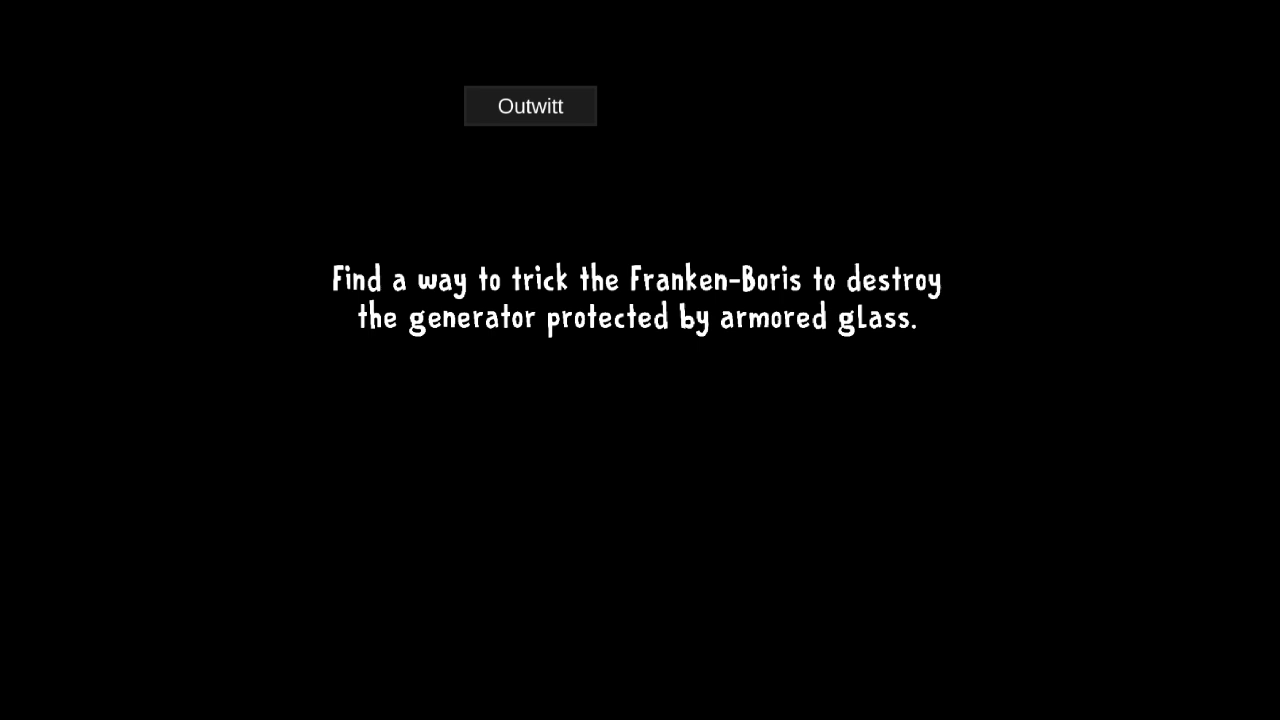 Outwitt
Find a way to trick the Franken-Boris to destroy
the generator protected by armored glass.